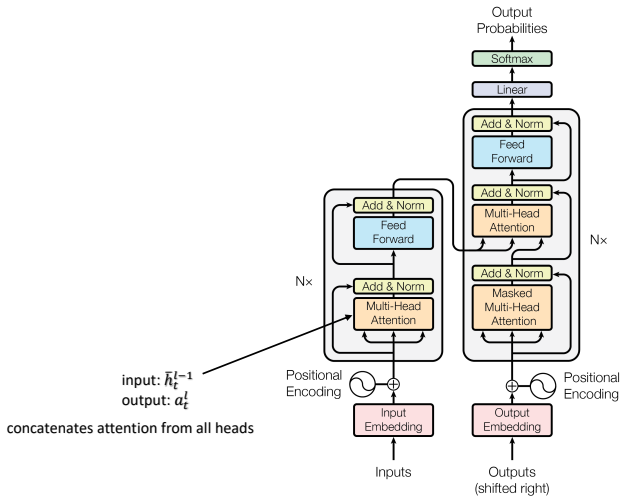 Output
Probabilities
Softmax
Linear
Add & Norm
Feed
Forward
Add & Norm
Multi-Head
Attention
Add & Norm
Masked
Multi-Head
Attention
N×
Add & Norm
Feed
Forward
N×
Add & Norm
Multi-Head
Attention
input: h̄ₜˡ⁻¹
output: aₜˡ
concatenates attention from all heads
Positional
Encoding
Positional
Encoding
Input
Embedding
Output
Embedding
Inputs
Outputs
(shifted right)